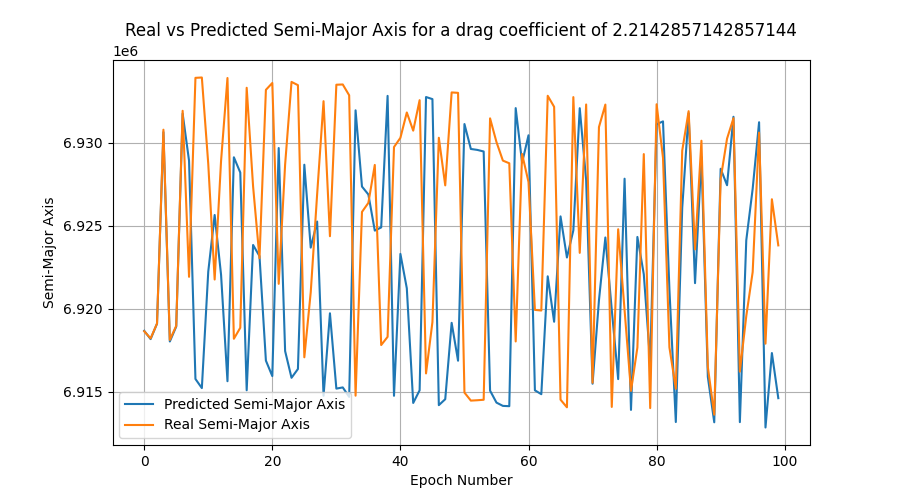 Real vs Predicted Semi-Major Axis for a drag coefficient of 2.2142857142857144
1e6
6.930
6.925
6.920
6.915
Semi-Major Axis
Predicted Semi-Major Axis
Real Semi-Major Axis
0 20 40 60 80 100
Epoch Number